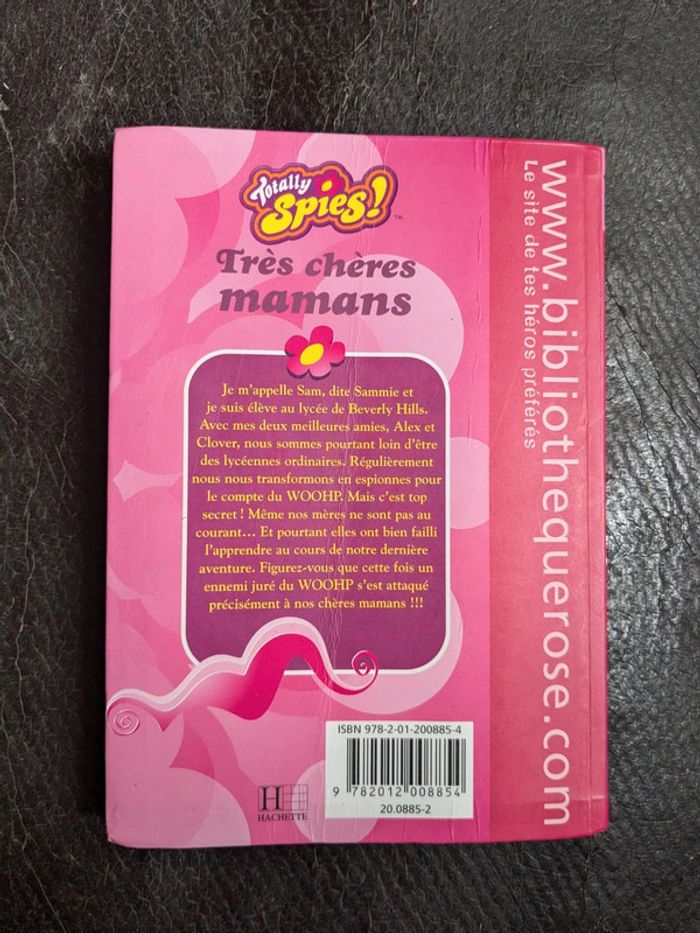 Totally
Spies!
™
Très chères
mamans
Je m'appelle Sam, dite Sammie et
je suis élève au lycée de Beverly Hills.
Avec mes deux meilleures amies, Alex et
Clover, nous sommes pourtant loin d'être
des lycéennes ordinaires. Régulièrement
nous nous transformons en espionnes pour
le compte du WOOHP. Mais c'est top
secret ! Même nos mères ne sont pas au
courant... Et pourtant elles ont bien failli
l'apprendre au cours de notre dernière
aventure. Figurez-vous que cette fois un
ennemi juré du WOOHP s'est attaqué
précisément à nos chères mamans !!!
ISBN 978-2-01-200885-4
9 782012 008854
20.0885-2
H
HACHETTE
www.bibliothequerose.com
Le site de tes héros préférés